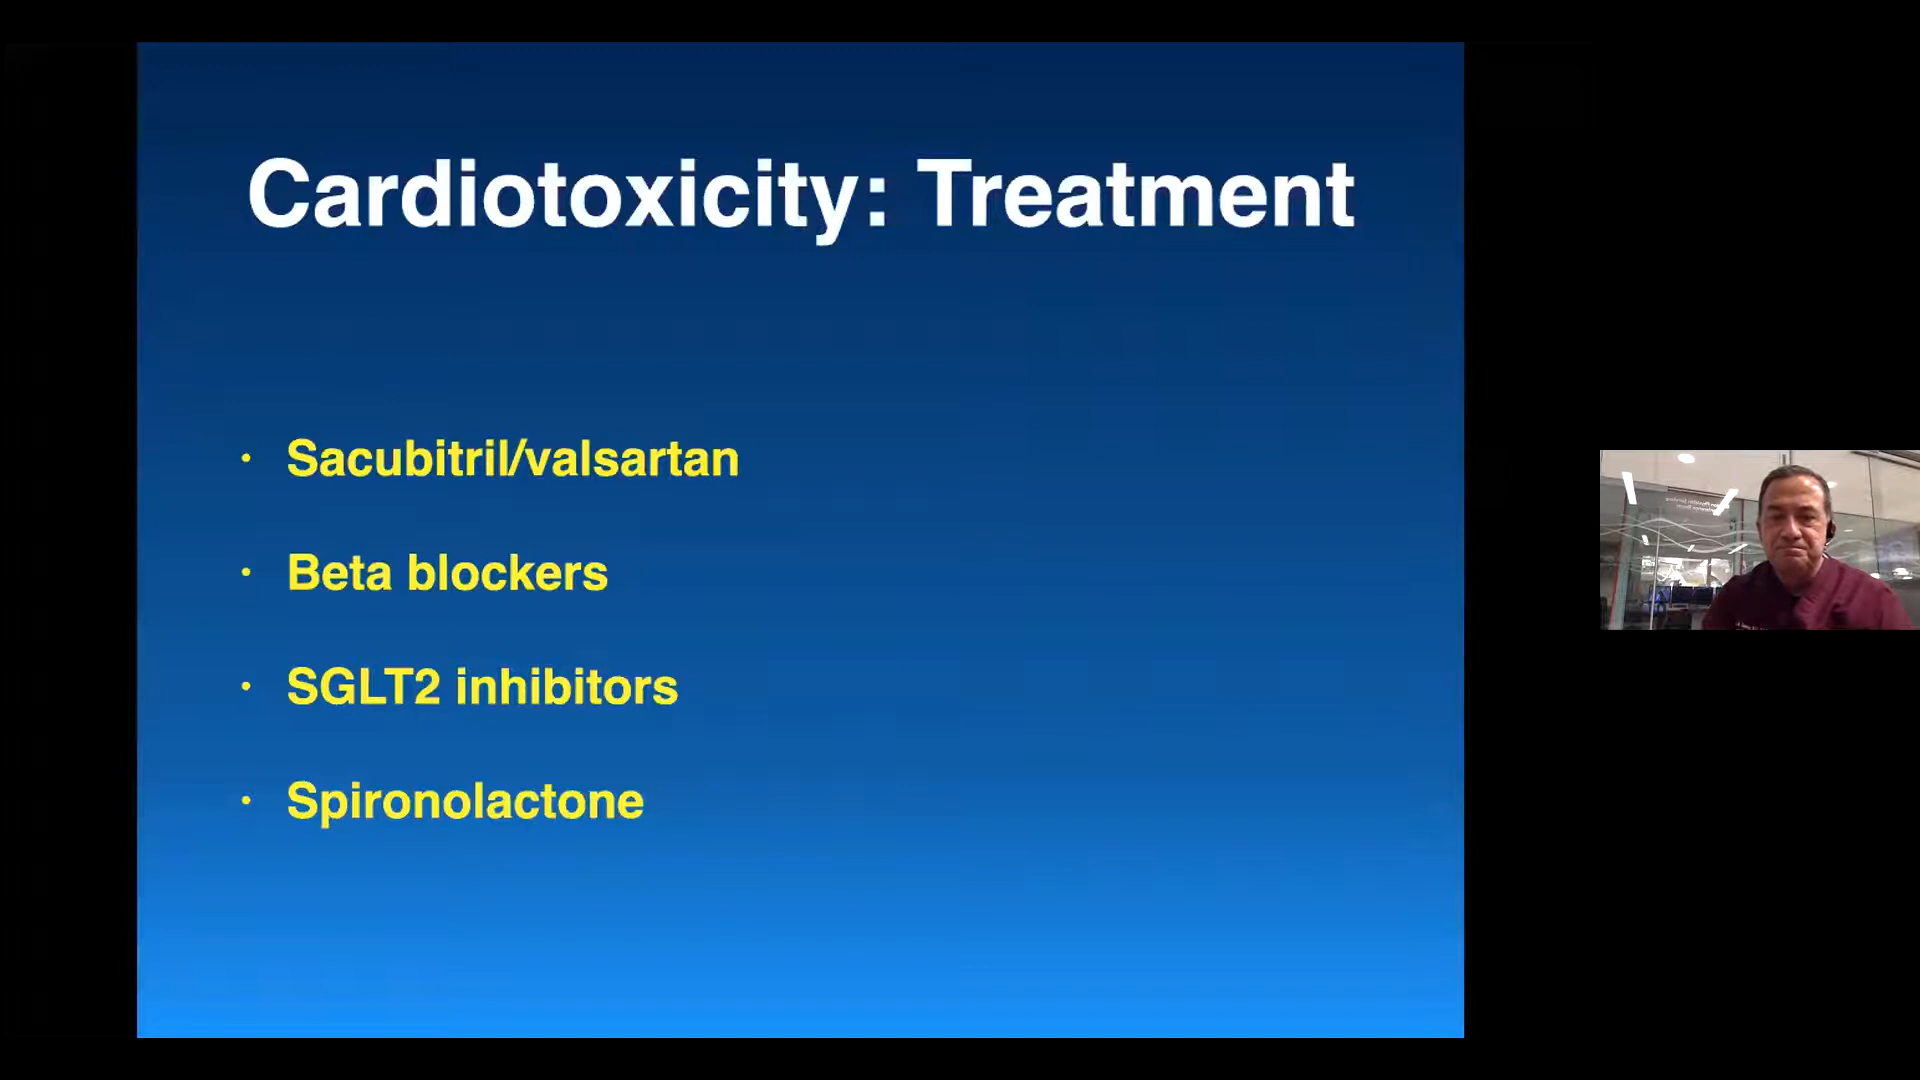 Cardiotoxicity: Treatment
· Sacubitril/valsartan
· Beta blockers
· SGLT2 inhibitors
· Spironolactone